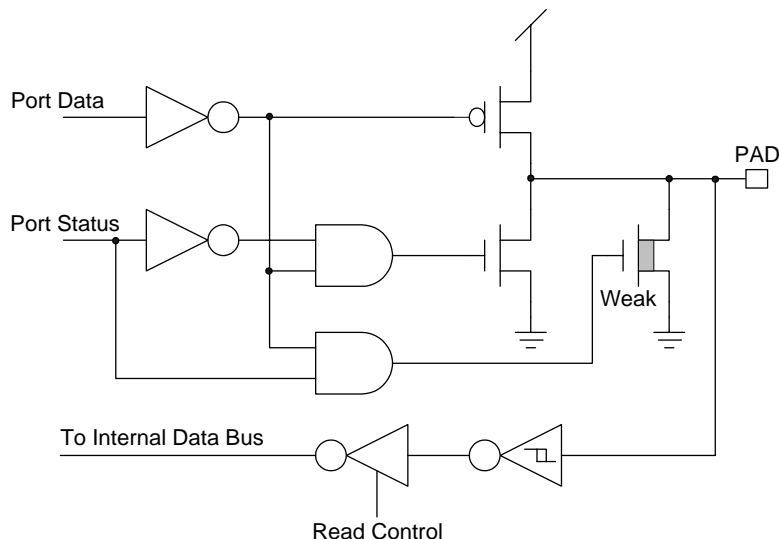 Port Data
PAD
Port Status
Weak
To Internal Data Bus
Read Control